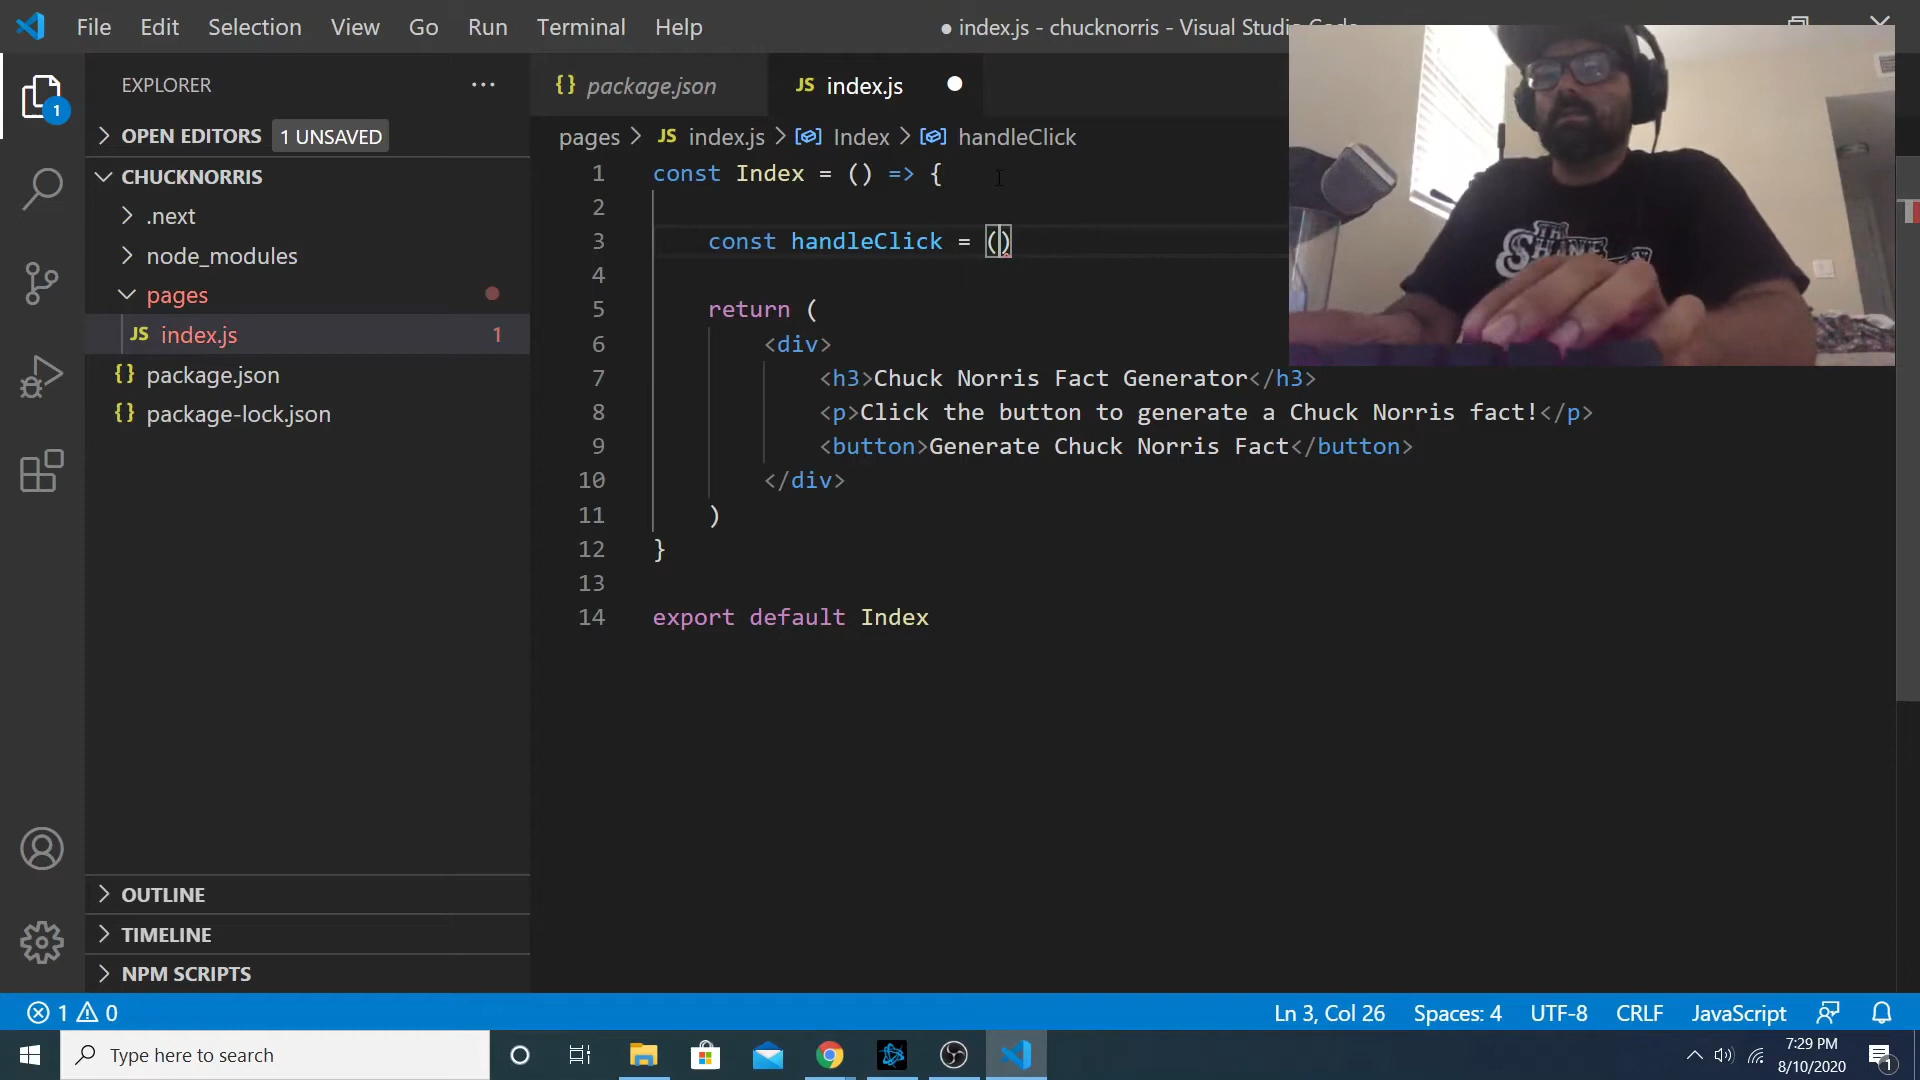 File Edit Selection View Go Run Terminal Help
● index.js - chucknorris - Visual Studio Code
EXPLORER ...
OPEN EDITORS 1 UNSAVED
CHUCKNORRIS
.next
node_modules
pages
JS index.js 1
{} package.json
{} package-lock.json
OUTLINE
TIMELINE
NPM SCRIPTS
1
{} package.json JS index.js
pages > JS index.js > Index > handleClick
1 const Index = () => {
2
3 const handleClick = ()
4
5 return (
6 <div>
7 <h3>Chuck Norris Fact Generator</h3>
8 <p>Click the button to generate a Chuck Norris fact!</p>
9 <button>Generate Chuck Norris Fact</button>
10 </div>
11 )
12 }
13
14 export default Index
1 0
Ln 3, Col 26 Spaces: 4 UTF-8 CRLF JavaScript
Type here to search
7:29 PM
8/10/2020
1